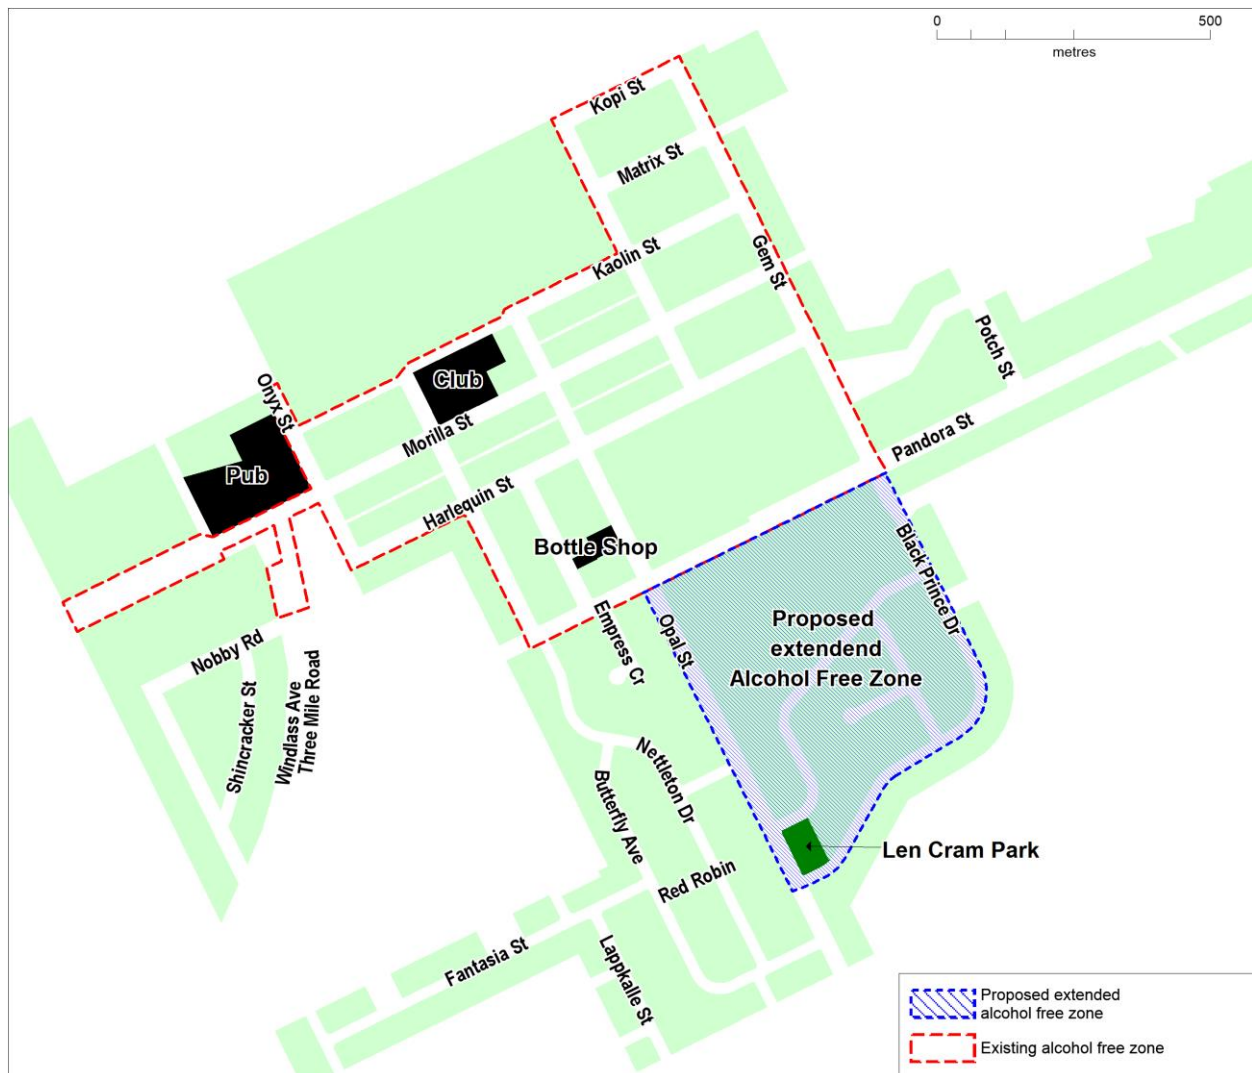 0 500
metres
Kopi St
Matrix St
Kaolin St
Gem St
Potch St
Onyx St
Club
Morilla St
Pandora St
Pub
Harlequin St
Bottle Shop
Black Prince Dr
Empress Cr
Opal St
Proposed
extendend
Alcohol Free Zone
Nobby Rd
Shincracker St
Windlass Ave
Three Mile Road
Nettleton Dr
Butterfly Ave
Len Cram Park
Red Robin
Fantasia St
Lappkalle St
Proposed extended
alcohol free zone
Existing alcohol free zone